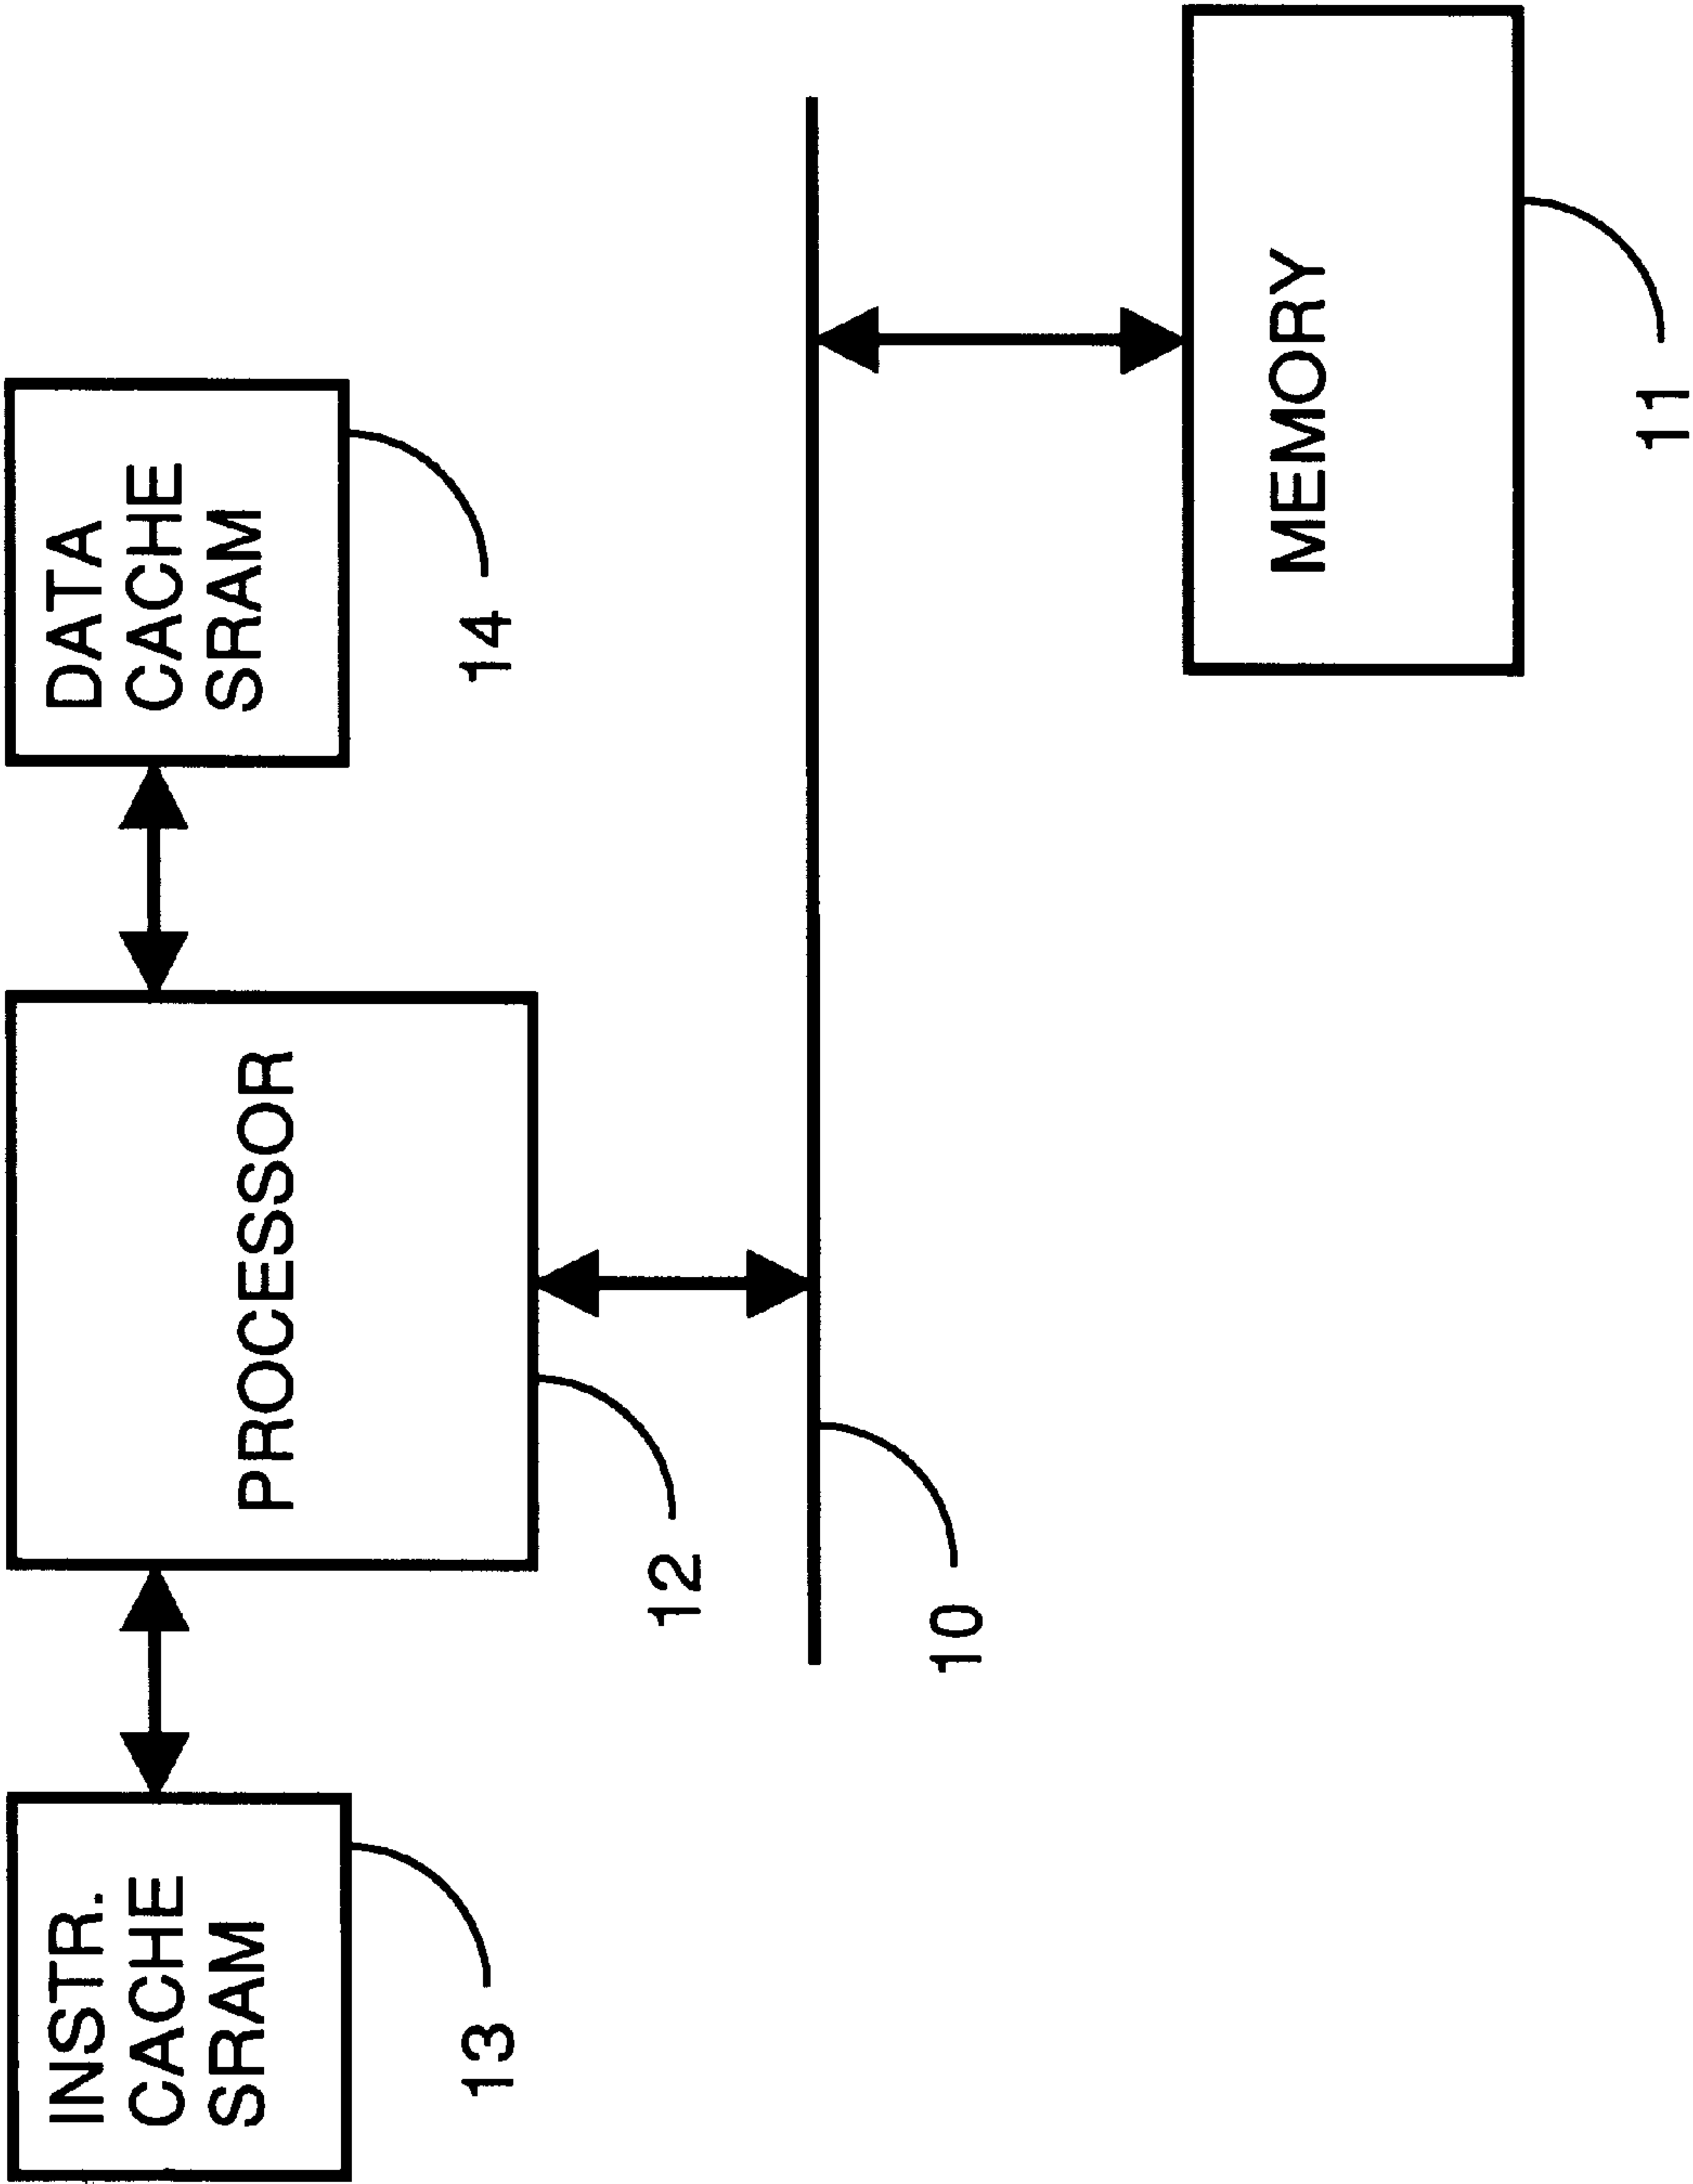 INSTR.
CACHE
SRAM
13
PROCESSOR
12
DATA
CACHE
SRAM
14
10
MEMORY
11